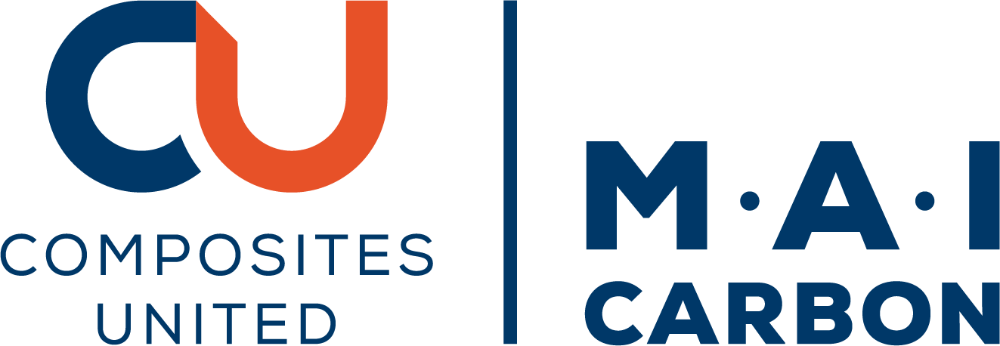 CU
COMPOSITES
UNITED
M·A·I
CARBON